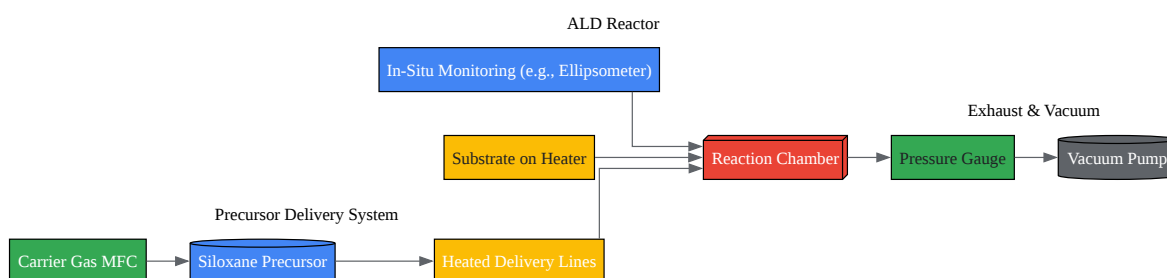 ALD Reactor
In-Situ Monitoring (e.g., Ellipsometer)
Exhaust & Vacuum
Substrate on Heater
Reaction Chamber
Pressure Gauge
Vacuum Pump
Precursor Delivery System
Carrier Gas MFC
Siloxane Precursor
Heated Delivery Lines